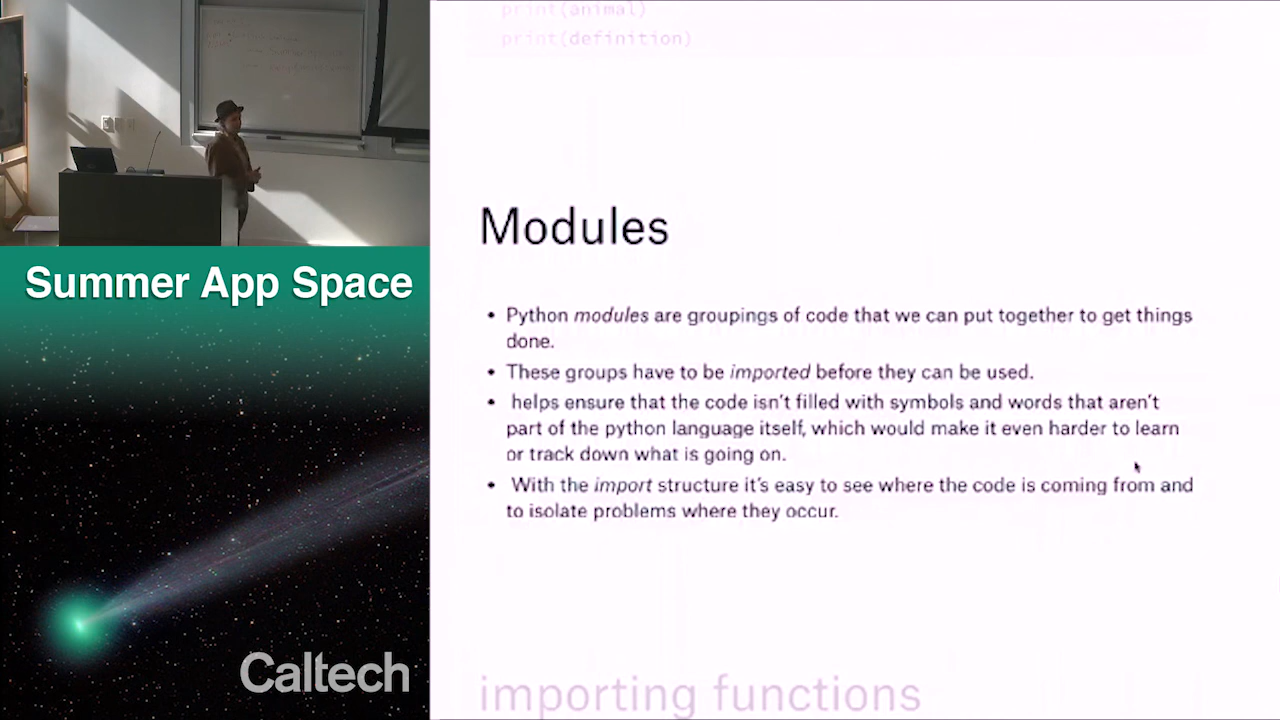 print(animal)
print(definition)
Modules
• Python modules are groupings of code that we can put together to get things
done.
• These groups have to be imported before they can be used.
• helps ensure that the code isn't filled with symbols and words that aren't
part of the python language itself, which would make it even harder to learn
or track down what is going on.
• With the import structure it's easy to see where the code is coming from and
to isolate problems where they occur.
importing functions
Summer App Space
Caltech